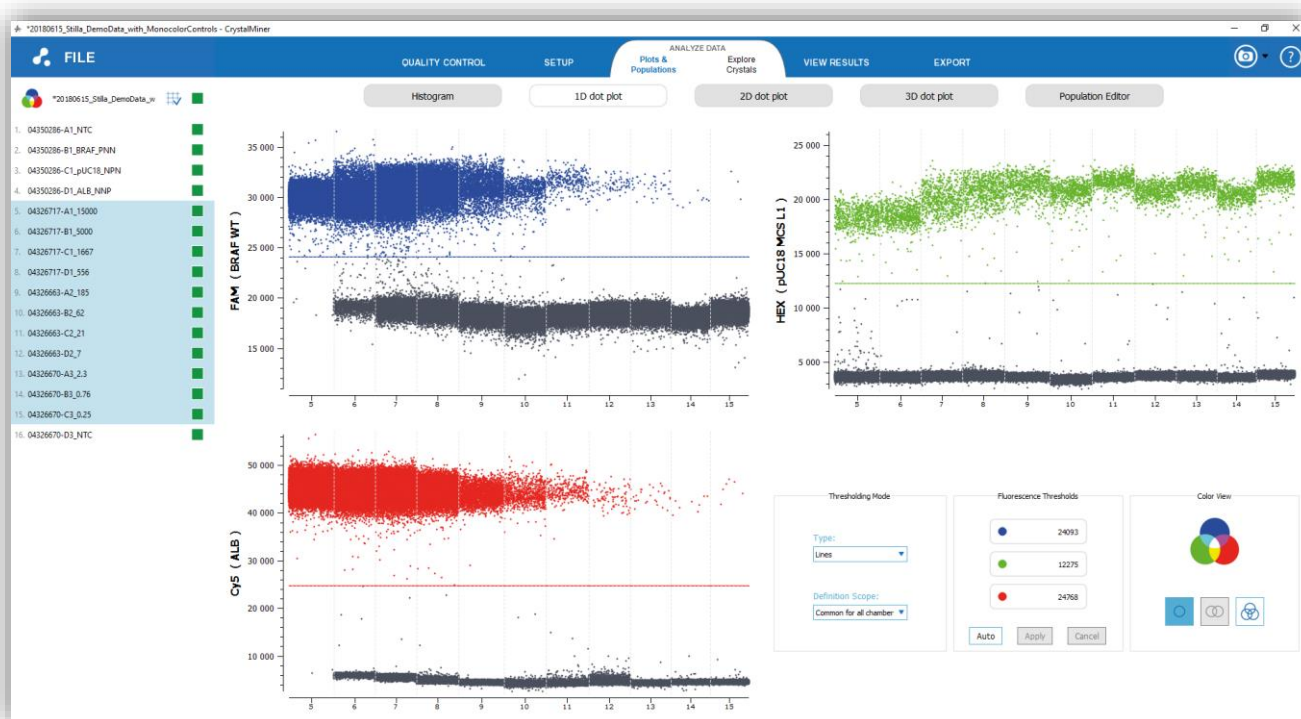 *20180615_Stilla_DemoData_with_MonocolorControls - CrystalMiner
FILE
QUALITY CONTROL
SETUP
ANALYZE DATA
Plots & Populations
Explore Crystals
VIEW RESULTS
EXPORT
?
*20180615_Stilla_DemoData_w
Histogram
1D dot plot
2D dot plot
3D dot plot
Population Editor
1. 04350286-A1_NTC
2. 04350286-B1_BRAF_PNN
3. 04350286-C1_pUC18_NPN
4. 04350286-D1_ALB_NNP
5. 04326717-A1_15000
6. 04326717-B1_5000
7. 04326717-C1_1667
8. 04326717-D1_556
9. 04326663-A2_185
10. 04326663-B2_62
11. 04326663-C2_21
12. 04326663-D2_7
13. 04326670-A3_2.3
14. 04326670-B3_0.76
15. 04326670-C3_0.25
16. 04326670-D3_NTC
FAM ( BRAF WT )
35 000
30 000
25 000
20 000
15 000
5 6 7 8 9 10 11 12 13 14 15
HEX ( pUC18 MCS L1 )
25 000
20 000
15 000
10 000
5 000
5 6 7 8 9 10 11 12 13 14 15
Cy5 ( ALB )
50 000
40 000
30 000
20 000
10 000
5 6 7 8 9 10 11 12 13 14 15
Thresholding Mode
Type:
Lines
Definition Scope:
Common for all chamber
Fluorescence Thresholds
24093
12275
24768
Auto
Apply
Cancel
Color View